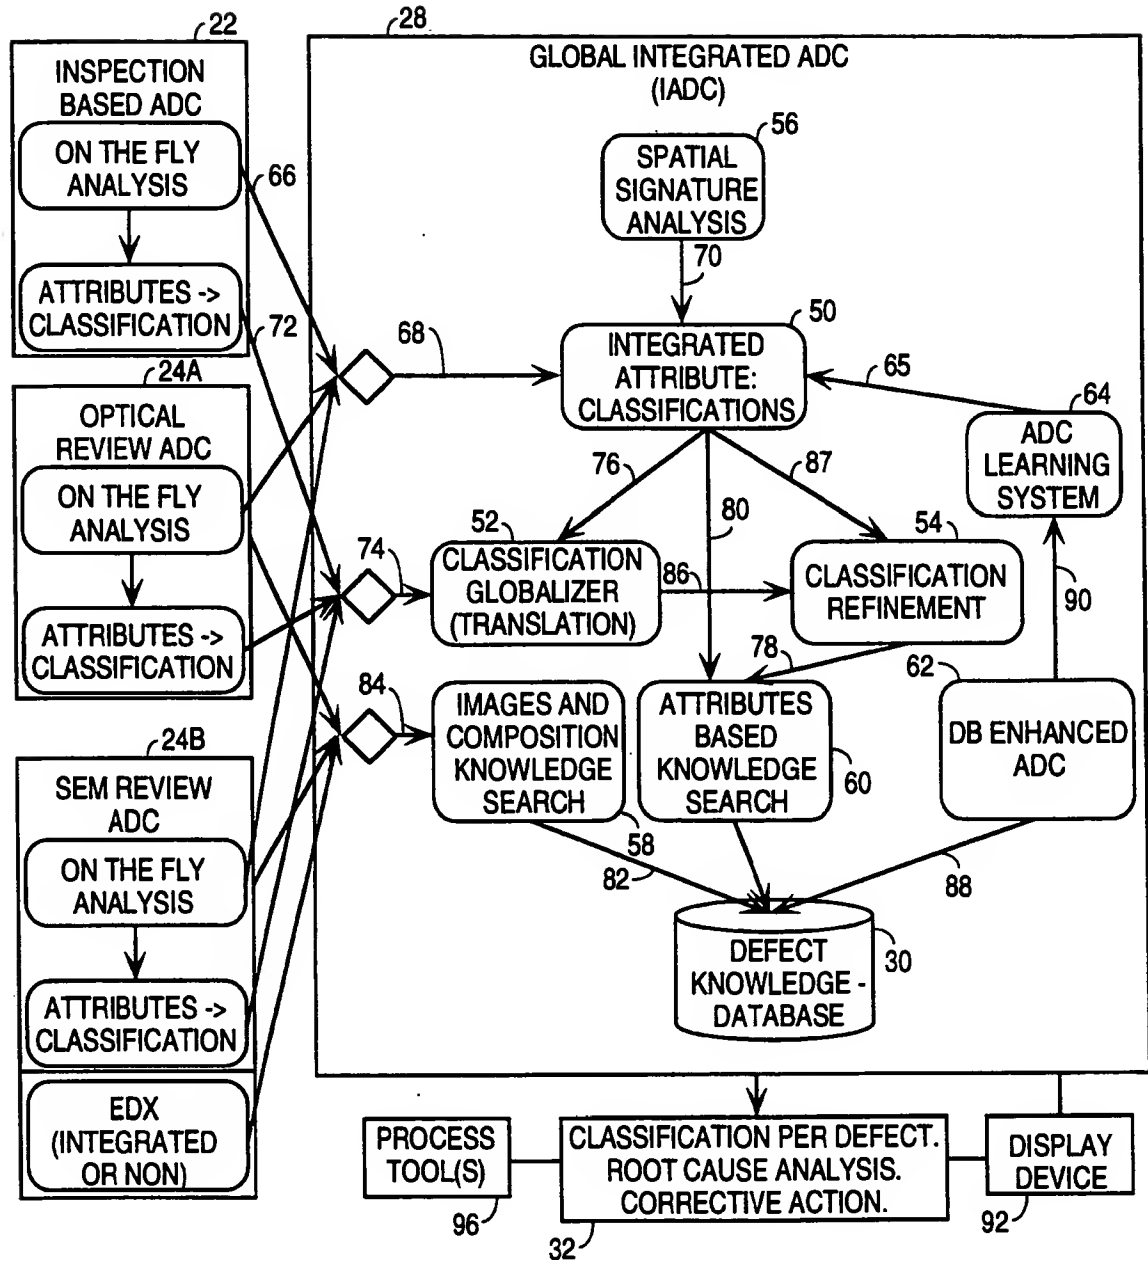 22
INSPECTION
BASED ADC
ON THE FLY
ANALYSIS
ATTRIBUTES ->
CLASSIFICATION
66
72
24A
OPTICAL
REVIEW ADC
ON THE FLY
ANALYSIS
ATTRIBUTES ->
CLASSIFICATION
24B
SEM REVIEW
ADC
ON THE FLY
ANALYSIS
ATTRIBUTES ->
CLASSIFICATION
EDX
(INTEGRATED
OR NON)
28
GLOBAL INTEGRATED ADC
(IADC)
56
SPATIAL
SIGNATURE
ANALYSIS
70
50
INTEGRATED
ATTRIBUTE:
CLASSIFICATIONS
68
65
64
ADC
LEARNING
SYSTEM
76
80
87
52
CLASSIFICATION
GLOBALIZER
(TRANSLATION)
74
86
54
CLASSIFICATION
REFINEMENT
90
78
84
IMAGES AND
COMPOSITION
KNOWLEDGE
SEARCH
58
ATTRIBUTES
BASED
KNOWLEDGE
SEARCH
60
62
DB ENHANCED
ADC
82
88
DEFECT
KNOWLEDGE -
DATABASE
30
PROCESS
TOOL(S)
96
CLASSIFICATION PER DEFECT.
ROOT CAUSE ANALYSIS.
CORRECTIVE ACTION.
32
DISPLAY
DEVICE
92